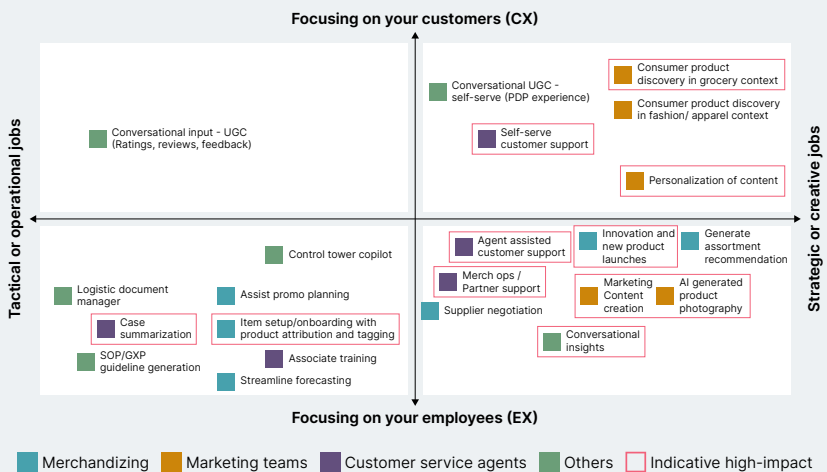 Focusing on your customers (CX)
Tactical or operational jobs
Strategic or creative jobs
Conversational input - UGC
(Ratings, reviews, feedback)
Conversational UGC -
self-serve (PDP experience)
Self-serve
customer support
Consumer product
discovery in grocery context
Consumer product discovery
in fashion/ apparel context
Personalization of content
Control tower copilot
Logistic document
manager
Assist promo planning
Case
summarization
Item setup/onboarding with
product attribution and tagging
SOP/GXP
guideline generation
Associate training
Streamline forecasting
Agent assisted
customer support
Innovation and
new product
launches
Generate
assortment
recommendation
Merch ops /
Partner support
Marketing
Content
creation
AI generated
product
photography
Supplier negotiation
Conversational
insights
Focusing on your employees (EX)
Merchandizing
Marketing teams
Customer service agents
Others
Indicative high-impact